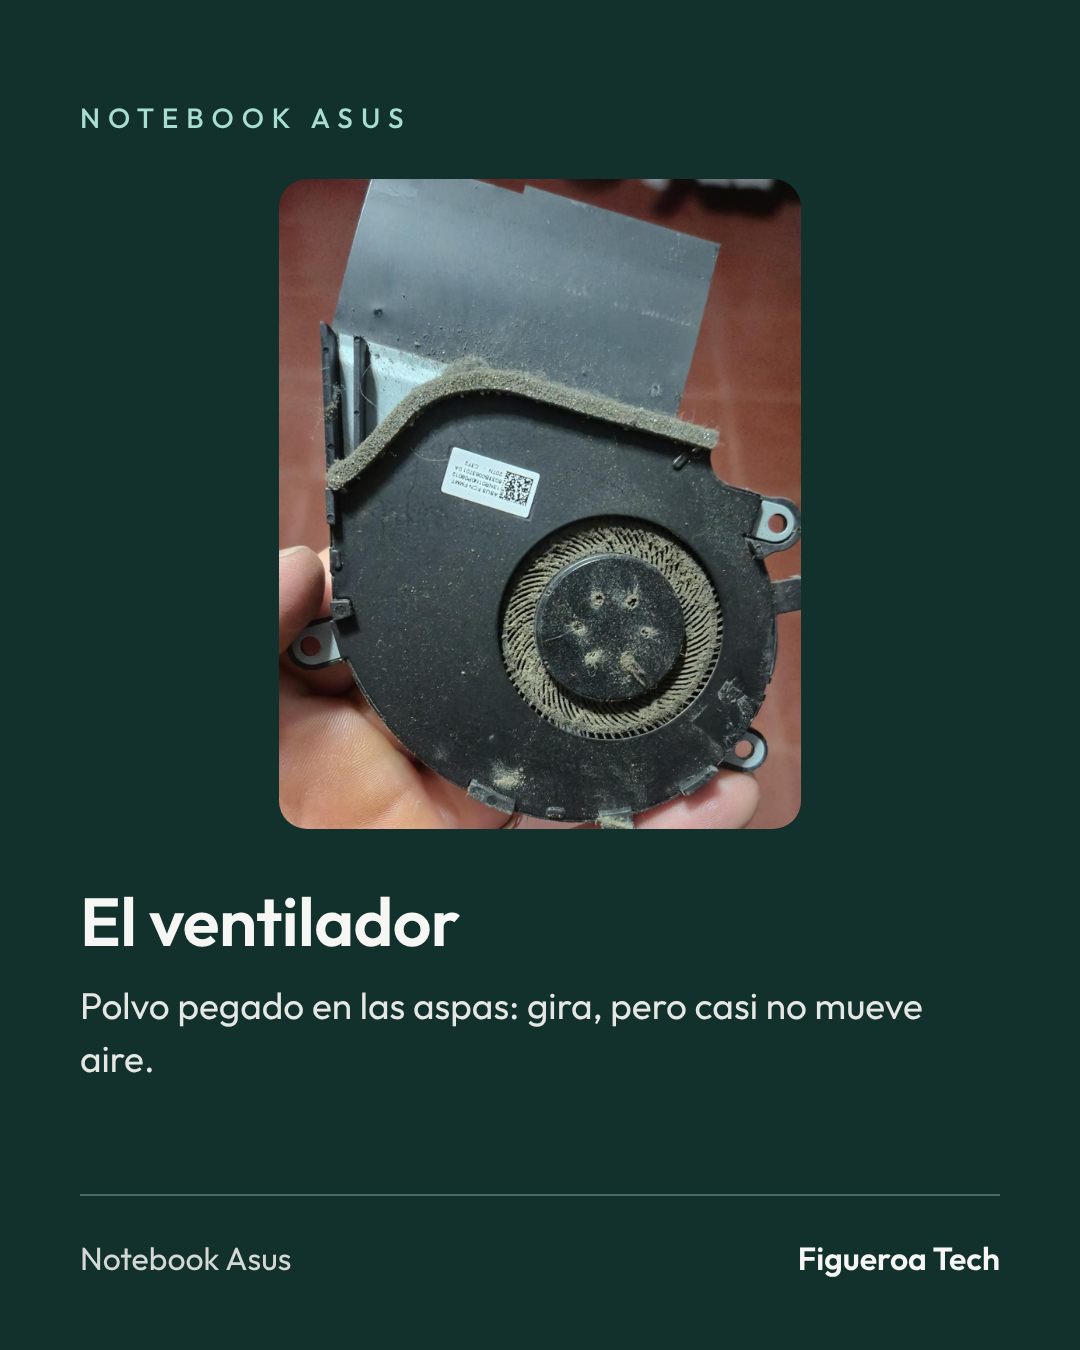 NOTEBOOK ASUS
El ventilador
Polvo pegado en las aspas: gira, pero casi no mueve
aire.
Notebook Asus
Figueroa Tech